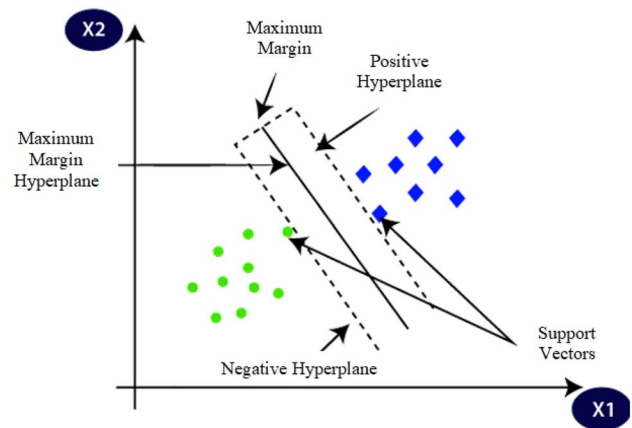 X2
Maximum
Margin
Positive
Hyperplane
Maximum
Margin
Hyperplane
Support
Vectors
Negative Hyperplane
X1